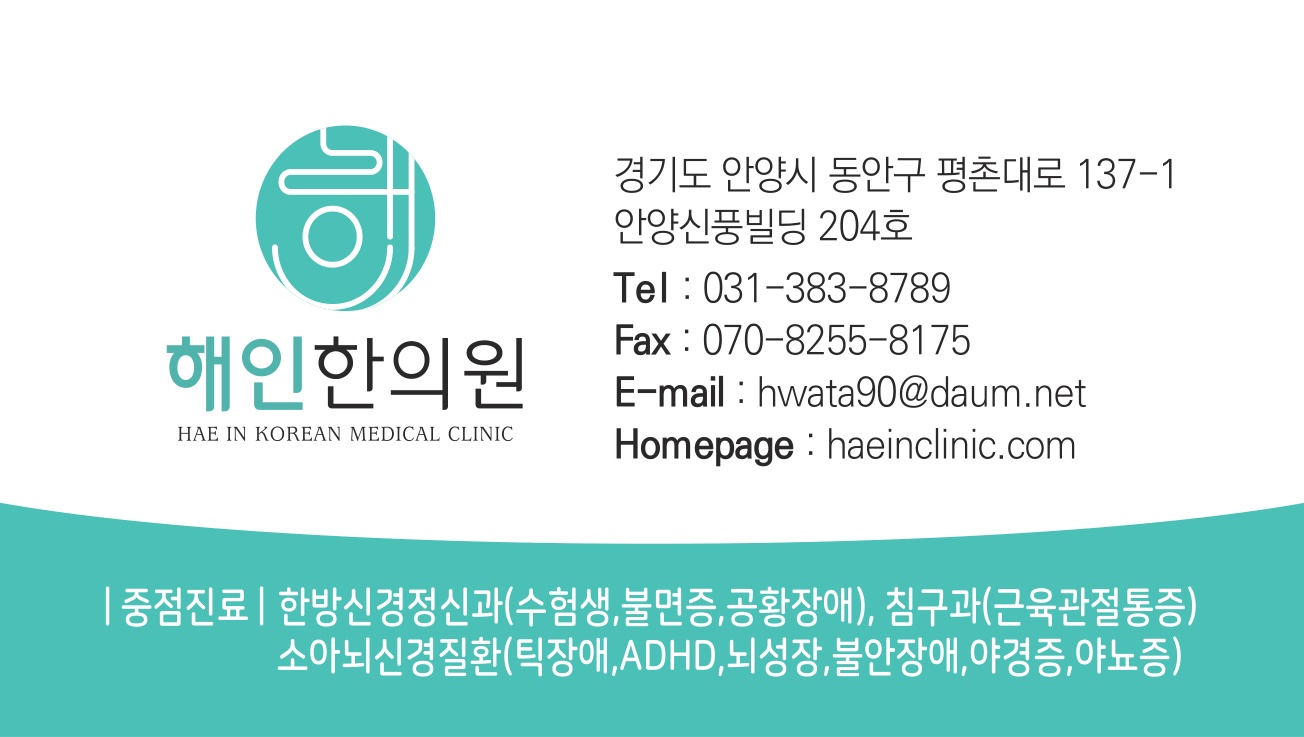 해인한의원
HAE IN KOREAN MEDICAL CLINIC
경기도 안양시 동안구 평촌대로 137-1
안양신풍빌딩 204호
Tel : 031-383-8789
Fax : 070-8255-8175
E-mail : hwata90@daum.net
Homepage : haeinclinic.com
| 중점진료 | 한방신경정신과(수험생,불면증,공황장애), 침구과(근육관절통증)
소아뇌신경질환(틱장애,ADHD,뇌성장,불안장애,야경증,야뇨증)